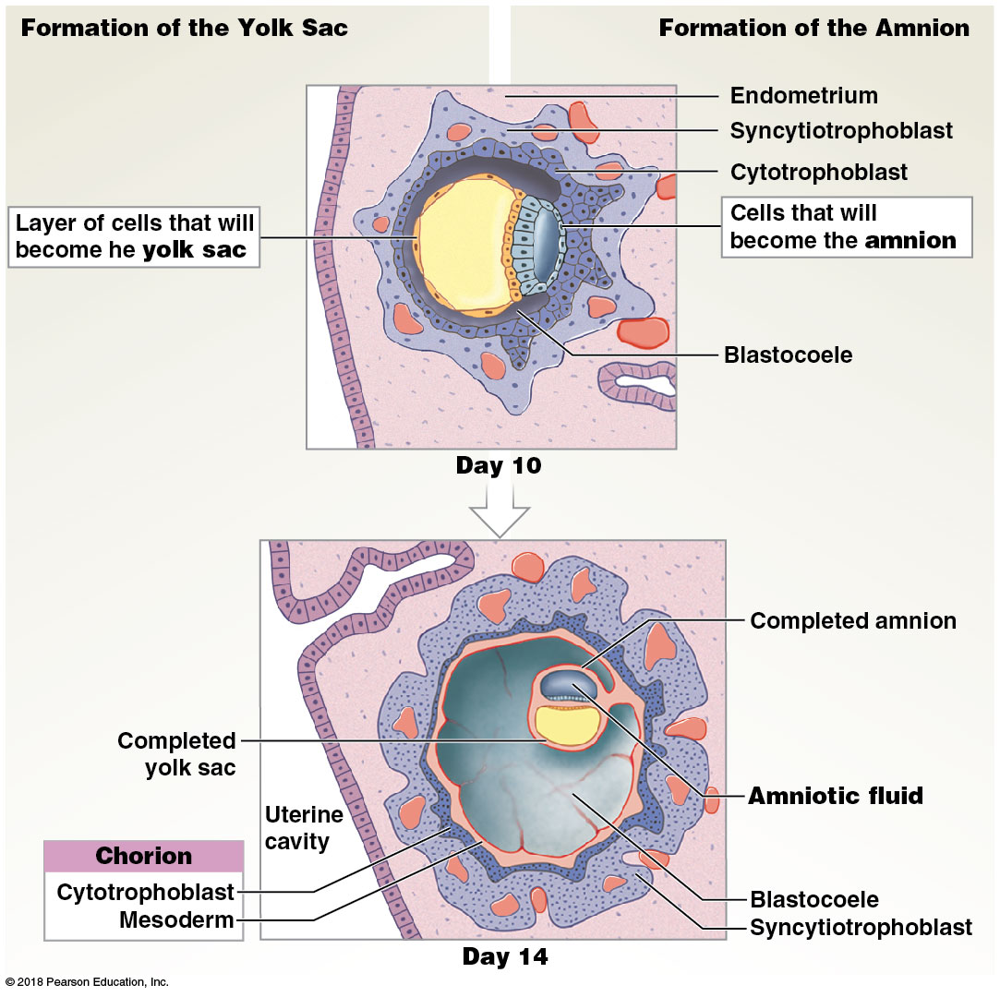 Formation of the Yolk Sac
Formation of the Amnion
Endometrium
Syncytiotrophoblast
Cytotrophoblast
Layer of cells that will
become he yolk sac
Cells that will
become the amnion
Blastocoele
Day 10
Completed amnion
Completed
yolk sac
Amniotic fluid
Uterine
cavity
Chorion
Cytotrophoblast
Mesoderm
Blastocoele
Syncytiotrophoblast
Day 14
© 2018 Pearson Education, Inc.